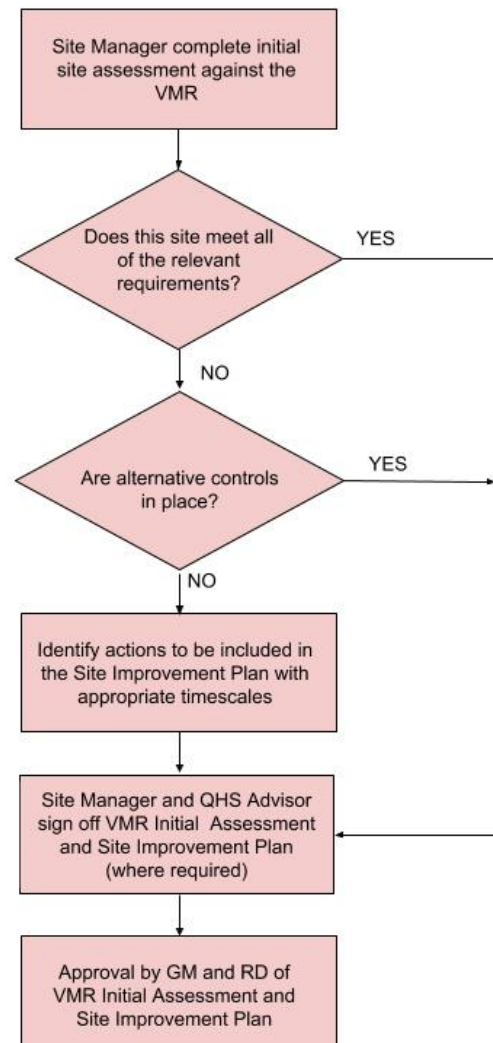 Site Manager complete initial
site assessment against the
VMR
Does this site meet all
of the relevant
requirements?
YES
NO
Are alternative controls
in place?
YES
NO
Identify actions to be included in
the Site Improvement Plan with
appropriate timescales
Site Manager and QHS Advisor
sign off VMR Initial Assessment
and Site Improvement Plan
(where required)
Approval by GM and RD of
VMR Initial Assessment and
Site Improvement Plan